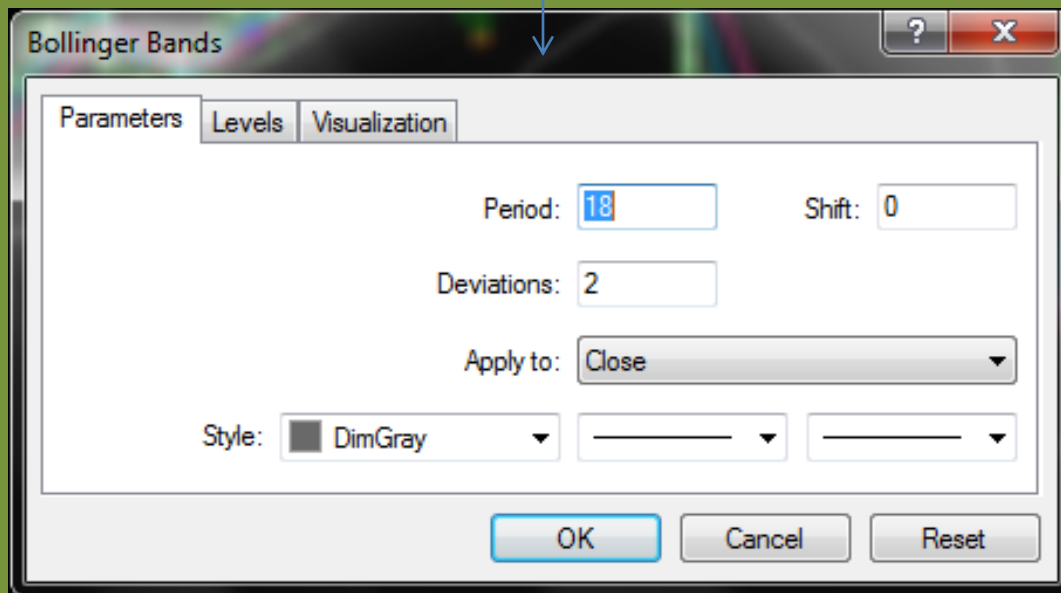 Bollinger Bands
?
X
Parameters Levels Visualization
Period: 18 Shift: 0
Deviations: 2
Apply to: Close
Style: DimGray
OK Cancel Reset